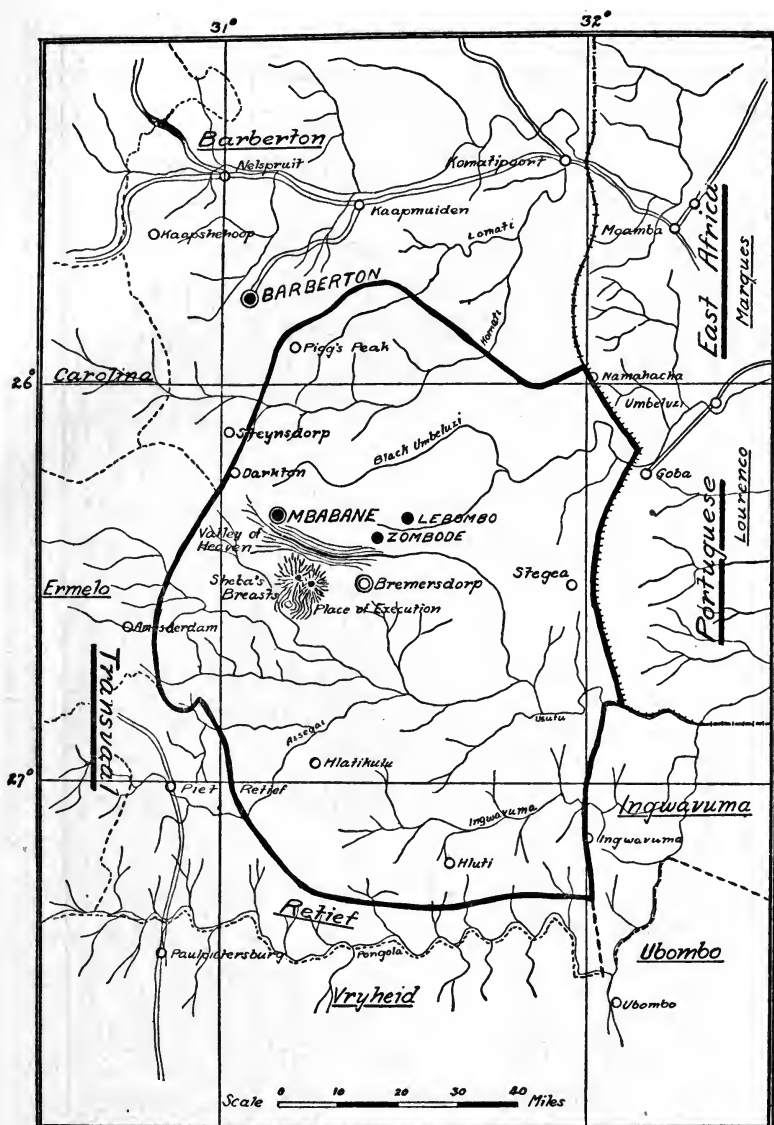 31° 32°
Barberton
Nelspruit
Komatipoort
Kaapmuiden
Kaapshehoop
Lomati
Moamba
East Africa
Marques
BARBERTON
Komati
Pigg's Peak
26°
Carolina
Namahacha
Umbeluzi
Steynsdorp
Black Umbeluzi
Darkton
Goba
MBABANE
LEBOMBO
ZOMBODE
Valley of
Heaven
Portuguese
Lourenco
Sheba's
Breasts
Bremersdorp
Stegea
Place of Execution
Ermelo
Amsterdam
Transvaal
Assegai
Usutu
Hlatikulu
27°
Piet Retief
Ingwavuma
Ingwavuma
Ingwavuma
Hluti
Retief
Paulpietersburg
Pongola
Ubombo
Vryheid
Ubombo
Scale 0 10 20 30 40 Miles